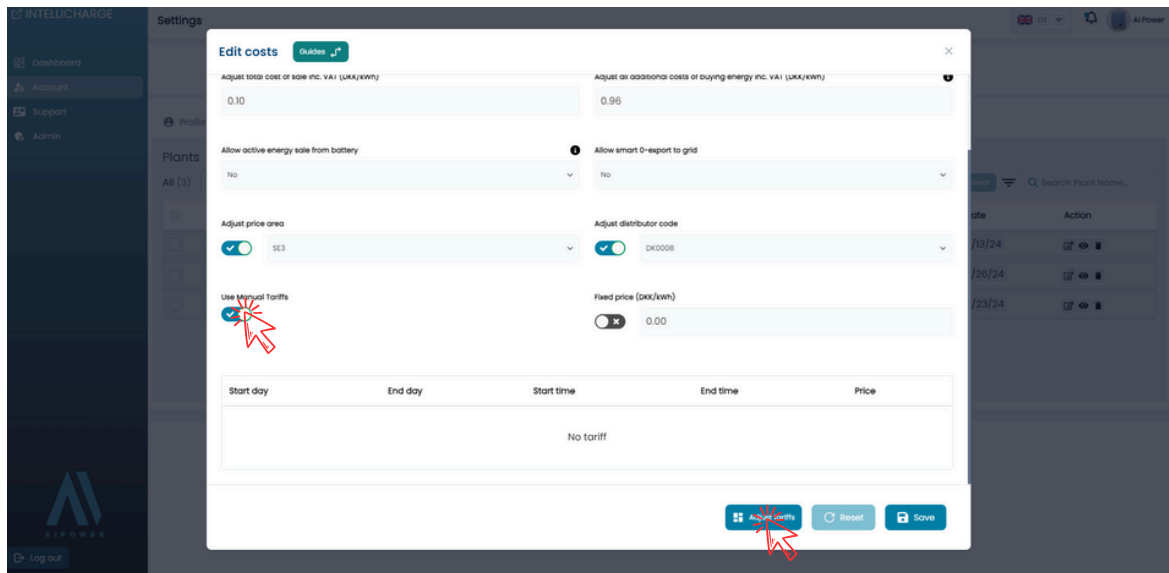 INTELLICHARGE
Settings
EN
AI Power
Dashboard
Account
Support
Admin
Profile
Plants
All (3)
Search Plant Name..
Action
/13/24
/26/24
/23/24
Edit costs
Guides
Adjust total cost of sale inc. VAT (DKK/kWh)
Adjust all additional costs of buying energy inc. VAT (DKK/kWh)
0.10
0.96
Allow active energy sale from battery
Allow smart 0-export to grid
No
No
Adjust price area
Adjust distributor code
SE3
DK0008
Use Manual Tariffs
Fixed price (DKK/kWh)
0.00
Start day
End day
Start time
End time
Price
No tariff
Adjust tariffs
Reset
Save
AIPOWER
Log out